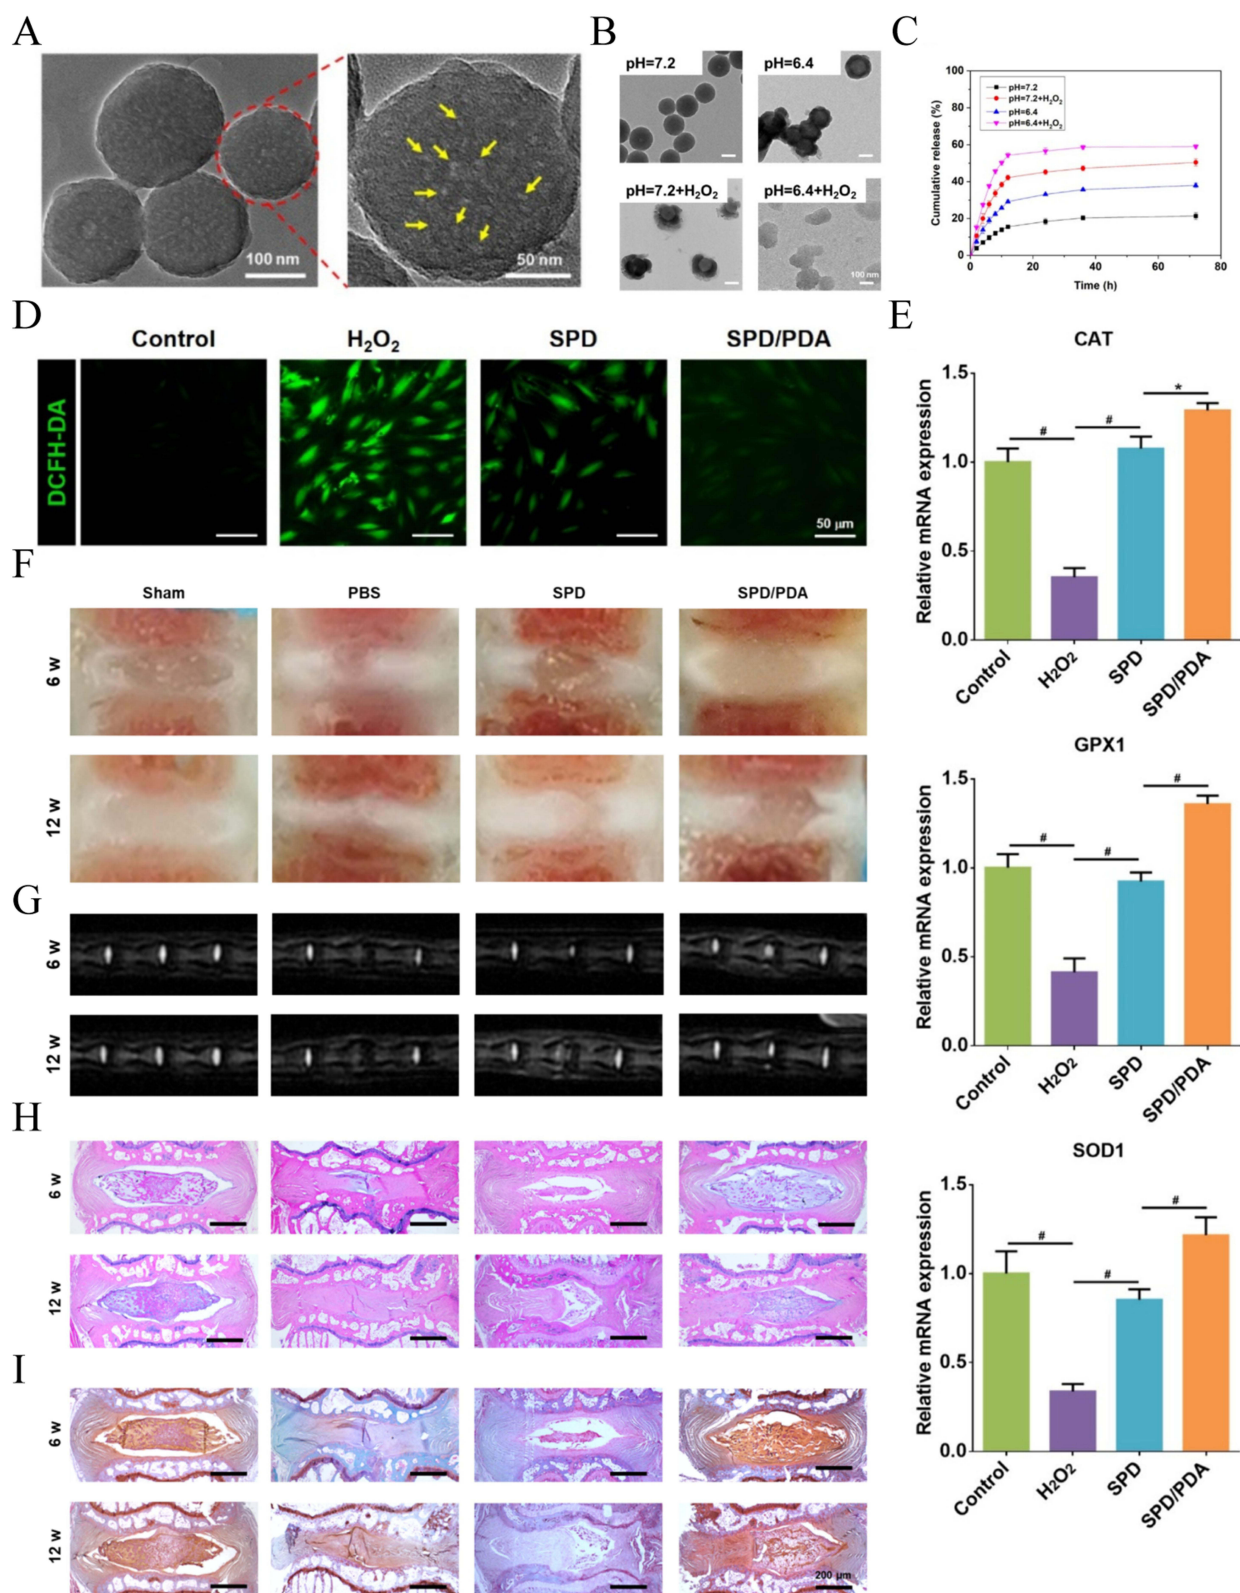 A
100 nm
50 nm
B
pH=7.2
pH=6.4
pH=7.2+H₂O₂
pH=6.4+H₂O₂
100 nm
C
Cumulative release (%)
100
80
60
40
20
0
pH=7.2
pH=7.2+H₂O₂
pH=6.4
pH=6.4+H₂O₂
0 20 40 60 80
Time (h)
D
Control H₂O₂ SPD SPD/PDA
DCFH-DA
50 μm
E
CAT
Relative mRNA expression
1.5
1.0
0.5
0.0
# # *
Control H₂O₂ SPD SPD/PDA
GPX1
Relative mRNA expression
1.5
1.0
0.5
0.0
# # #
Control H₂O₂ SPD SPD/PDA
SOD1
Relative mRNA expression
1.5
1.0
0.5
0.0
# # #
Control H₂O₂ SPD SPD/PDA
F
Sham PBS SPD SPD/PDA
6 w
12 w
G
6 w
12 w
H
6 w
12 w
I
6 w
12 w
200 μm